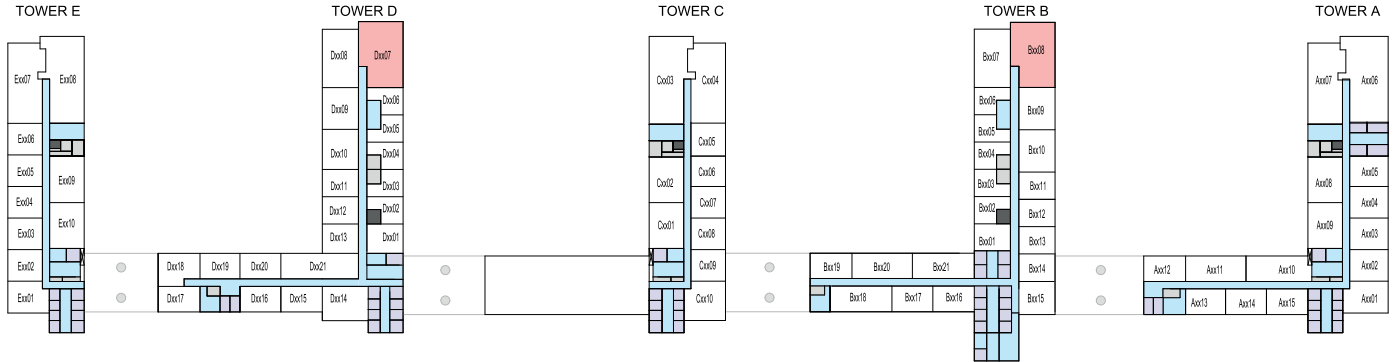 TOWER E
TOWER D
TOWER C
TOWER B
TOWER A
Exx07
Exx08
Exx06
Exx05
Exx09
Exx04
Exx03
Exx10
Exx02
Exx01
Dxx08
Dxx07
Dxx09
Dxx06
Dxx05
Dxx10
Dxx04
Dxx11
Dxx03
Dxx12
Dxx02
Dxx13
Dxx01
Dxx18
Dxx19
Dxx20
Dxx21
Dxx17
Dxx16
Dxx15
Dxx14
Cxx03
Cxx04
Cxx05
Cxx02
Cxx06
Cxx07
Cxx01
Cxx08
Cxx09
Cxx10
Bxx07
Bxx08
Bxx06
Bxx09
Bxx05
Bxx04
Bxx10
Bxx03
Bxx11
Bxx02
Bxx12
Bxx01
Bxx13
Bxx19
Bxx20
Bxx21
Bxx14
Bxx18
Bxx17
Bxx16
Bxx15
Axx07
Axx06
Axx08
Axx05
Axx04
Axx09
Axx03
Axx12
Axx11
Axx10
Axx02
Axx13
Axx14
Axx15
Axx01